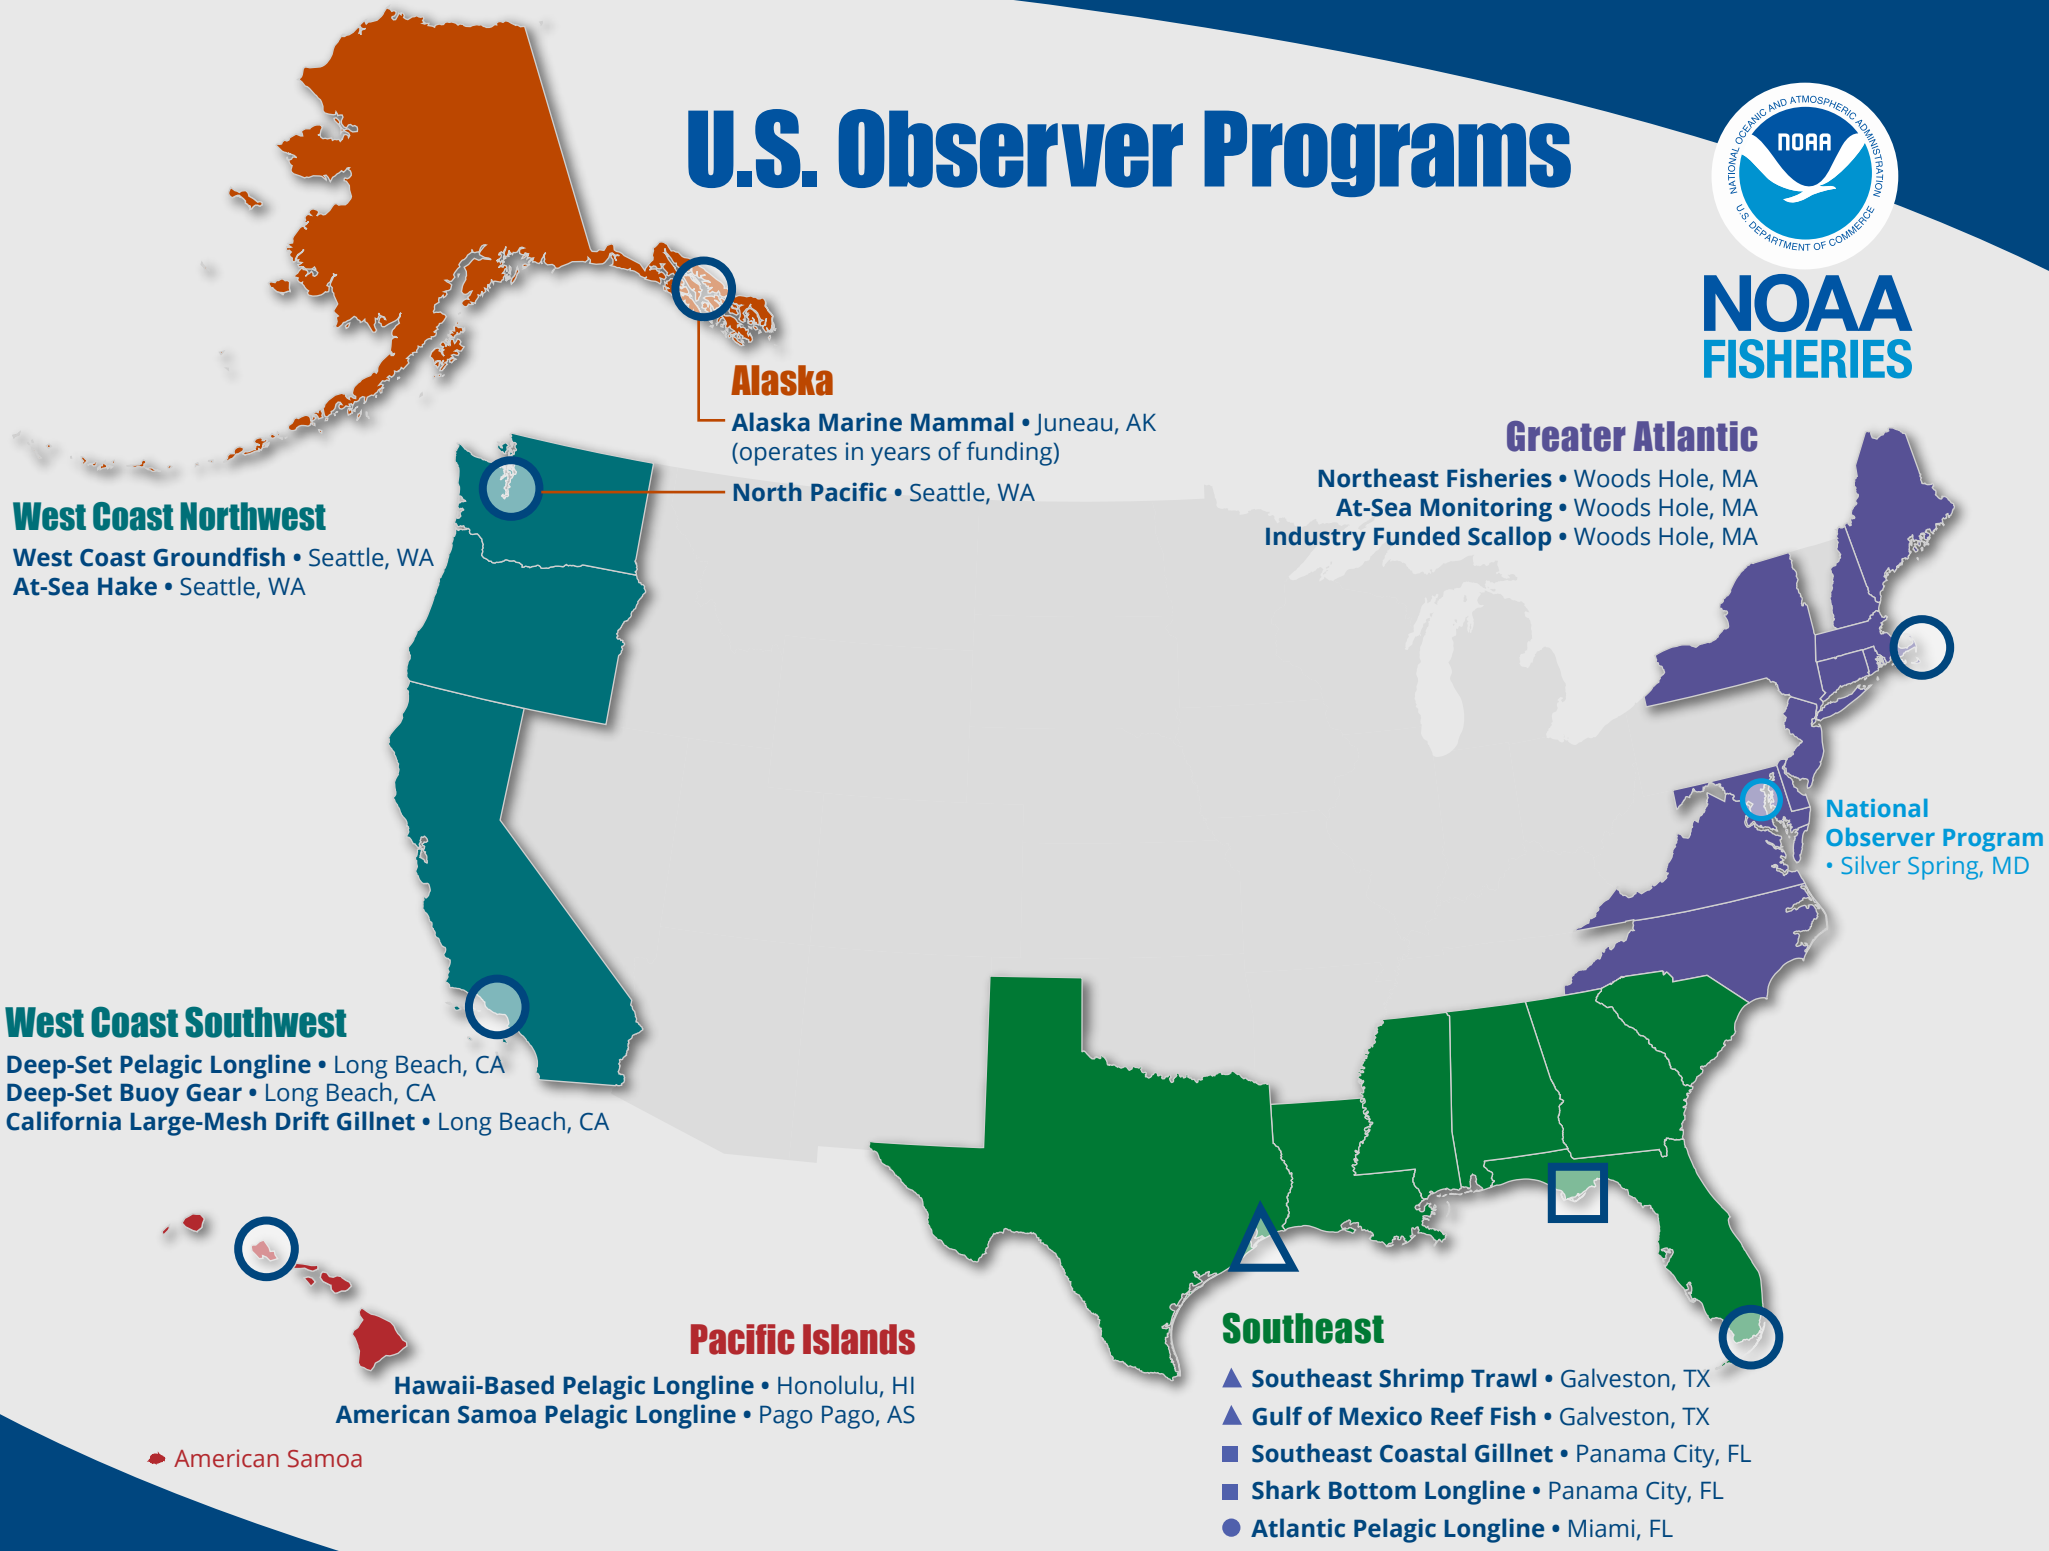 U.S. Observer Programs
NATIONAL OCEANIC AND ATMOSPHERIC ADMINISTRATION
U.S. DEPARTMENT OF COMMERCE
NOAA
NOAA
FISHERIES
Alaska
Alaska Marine Mammal • Juneau, AK
(operates in years of funding)
North Pacific • Seattle, WA
Greater Atlantic
Northeast Fisheries • Woods Hole, MA
At-Sea Monitoring • Woods Hole, MA
Industry Funded Scallop • Woods Hole, MA
West Coast Northwest
West Coast Groundfish • Seattle, WA
At-Sea Hake • Seattle, WA
National
Observer Program
• Silver Spring, MD
West Coast Southwest
Deep-Set Pelagic Longline • Long Beach, CA
Deep-Set Buoy Gear • Long Beach, CA
California Large-Mesh Drift Gillnet • Long Beach, CA
Pacific Islands
Hawaii-Based Pelagic Longline • Honolulu, HI
American Samoa Pelagic Longline • Pago Pago, AS
American Samoa
Southeast
▲ Southeast Shrimp Trawl • Galveston, TX
▲ Gulf of Mexico Reef Fish • Galveston, TX
■ Southeast Coastal Gillnet • Panama City, FL
■ Shark Bottom Longline • Panama City, FL
● Atlantic Pelagic Longline • Miami, FL